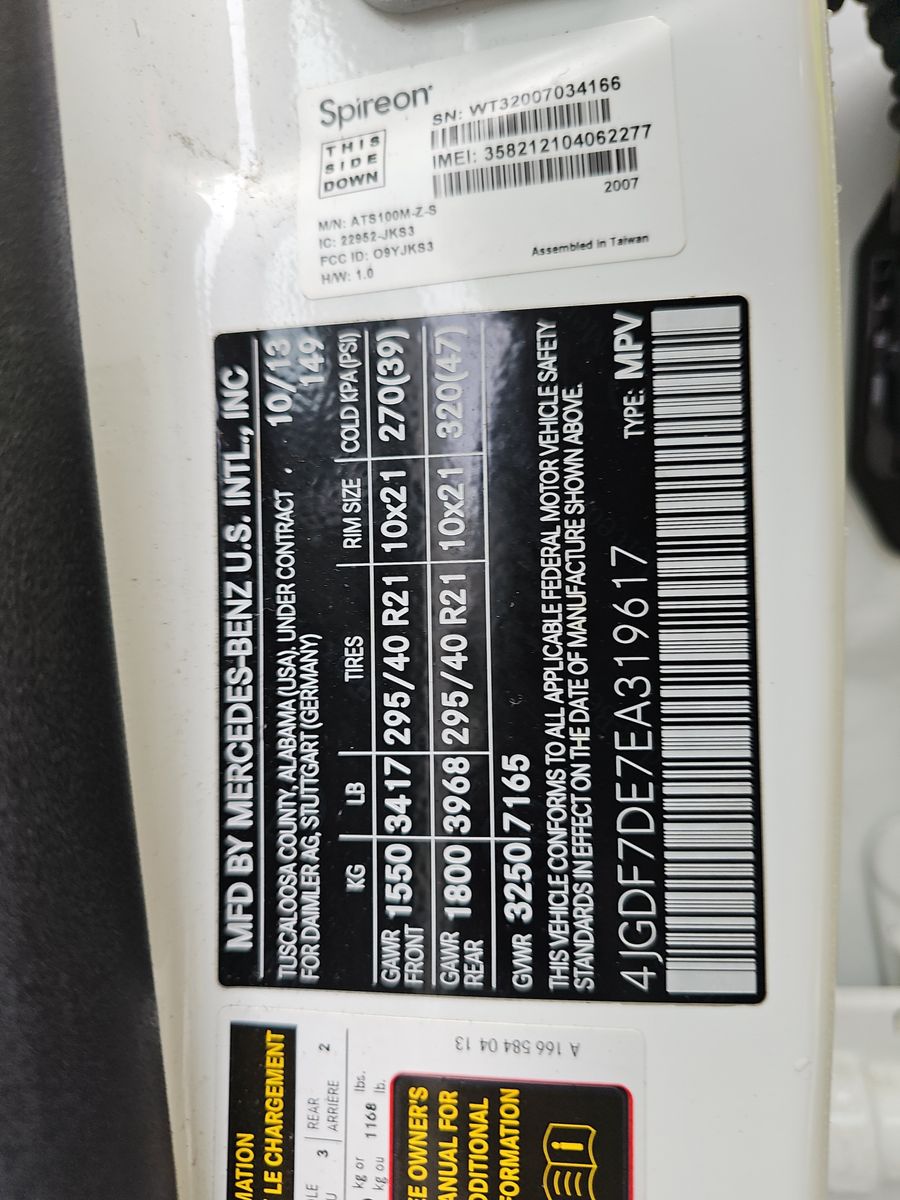 Spireon
THIS
SIDE
DOWN
SN: WT32007034166
IMEI: 358212104062277
2007
M/N: ATS100M-Z-S
IC: 22952-JKS3
FCC ID: O9YJKS3
H/W: 1.0
Assembled in Taiwan
MFD BY MERCEDES-BENZ U.S. INTL., INC
TUSCALOOSA COUNTY, ALABAMA (USA), UNDER CONTRACT 10/13
FOR DAIMLER AG, STUTTGART (GERMANY) 149
KG LB TIRES RIM SIZE COLD KPA(PSI)
GAWR FRONT 1550 3417 295/40 R21 10x21 270(39)
GAWR REAR 1800 3968 295/40 R21 10x21 320(47)
GVWR 3250 7165
THIS VEHICLE CONFORMS TO ALL APPLICABLE FEDERAL MOTOR VEHICLE SAFETY
STANDARDS IN EFFECT ON THE DATE OF MANUFACTURE SHOWN ABOVE.
4JGDF7DE7EA319617 TYPE: MPV
MATION
LE CHARGEMENT
3 REAR 2
ARRIÈRE
kg or lbs.
kg ou 1168 lb.
A 166 584 04 13
E OWNER'S
ANUAL FOR
DDITIONAL
FORMATION